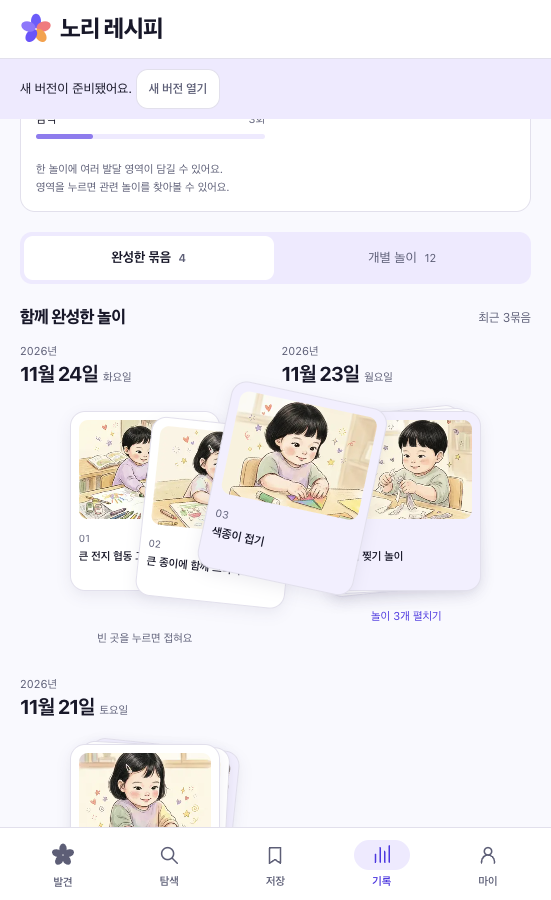 노리 레시피
새 버전이 준비됐어요. 새 버전 열기
탐색 3회
한 놀이에 여러 발달 영역이 담길 수 있어요.
영역을 누르면 관련 놀이를 찾아볼 수 있어요.
완성한 묶음 4 개별 놀이 12
함께 완성한 놀이 최근 3묶음
2026년
11월 24일 화요일
2026년
11월 23일 월요일
01
큰 전지 협동
02
큰 종이에 함께
03
색종이 접기
찢기 놀이
놀이 3개 펼치기
빈 곳을 누르면 접혀요
2026년
11월 21일 토요일
발견 탐색 저장 기록 마이